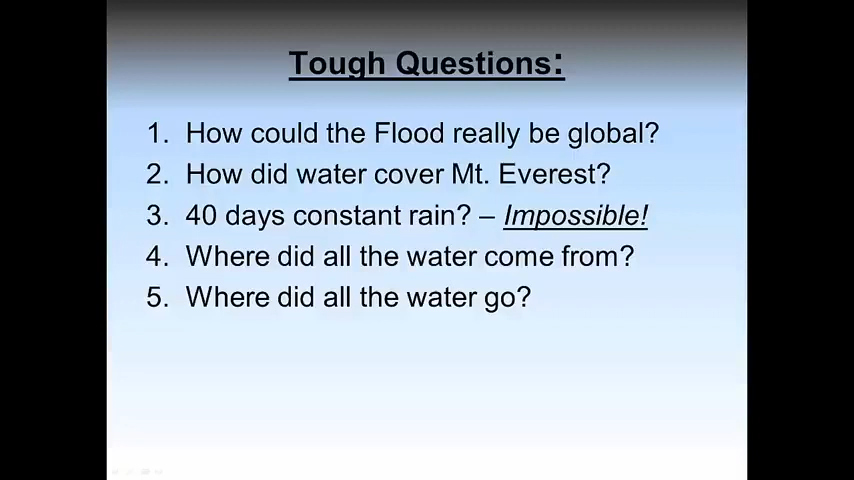 Tough Questions:
1. How could the Flood really be global?
2. How did water cover Mt. Everest?
3. 40 days constant rain? – Impossible!
4. Where did all the water come from?
5. Where did all the water go?